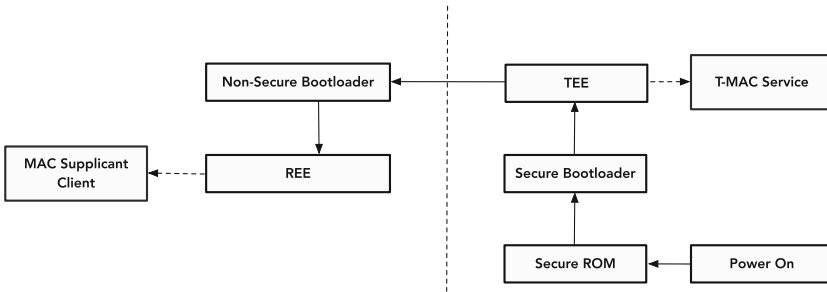 Non-Secure Bootloader
TEE
T-MAC Service
MAC Supplicant
Client
REE
Secure Bootloader
Secure ROM
Power On